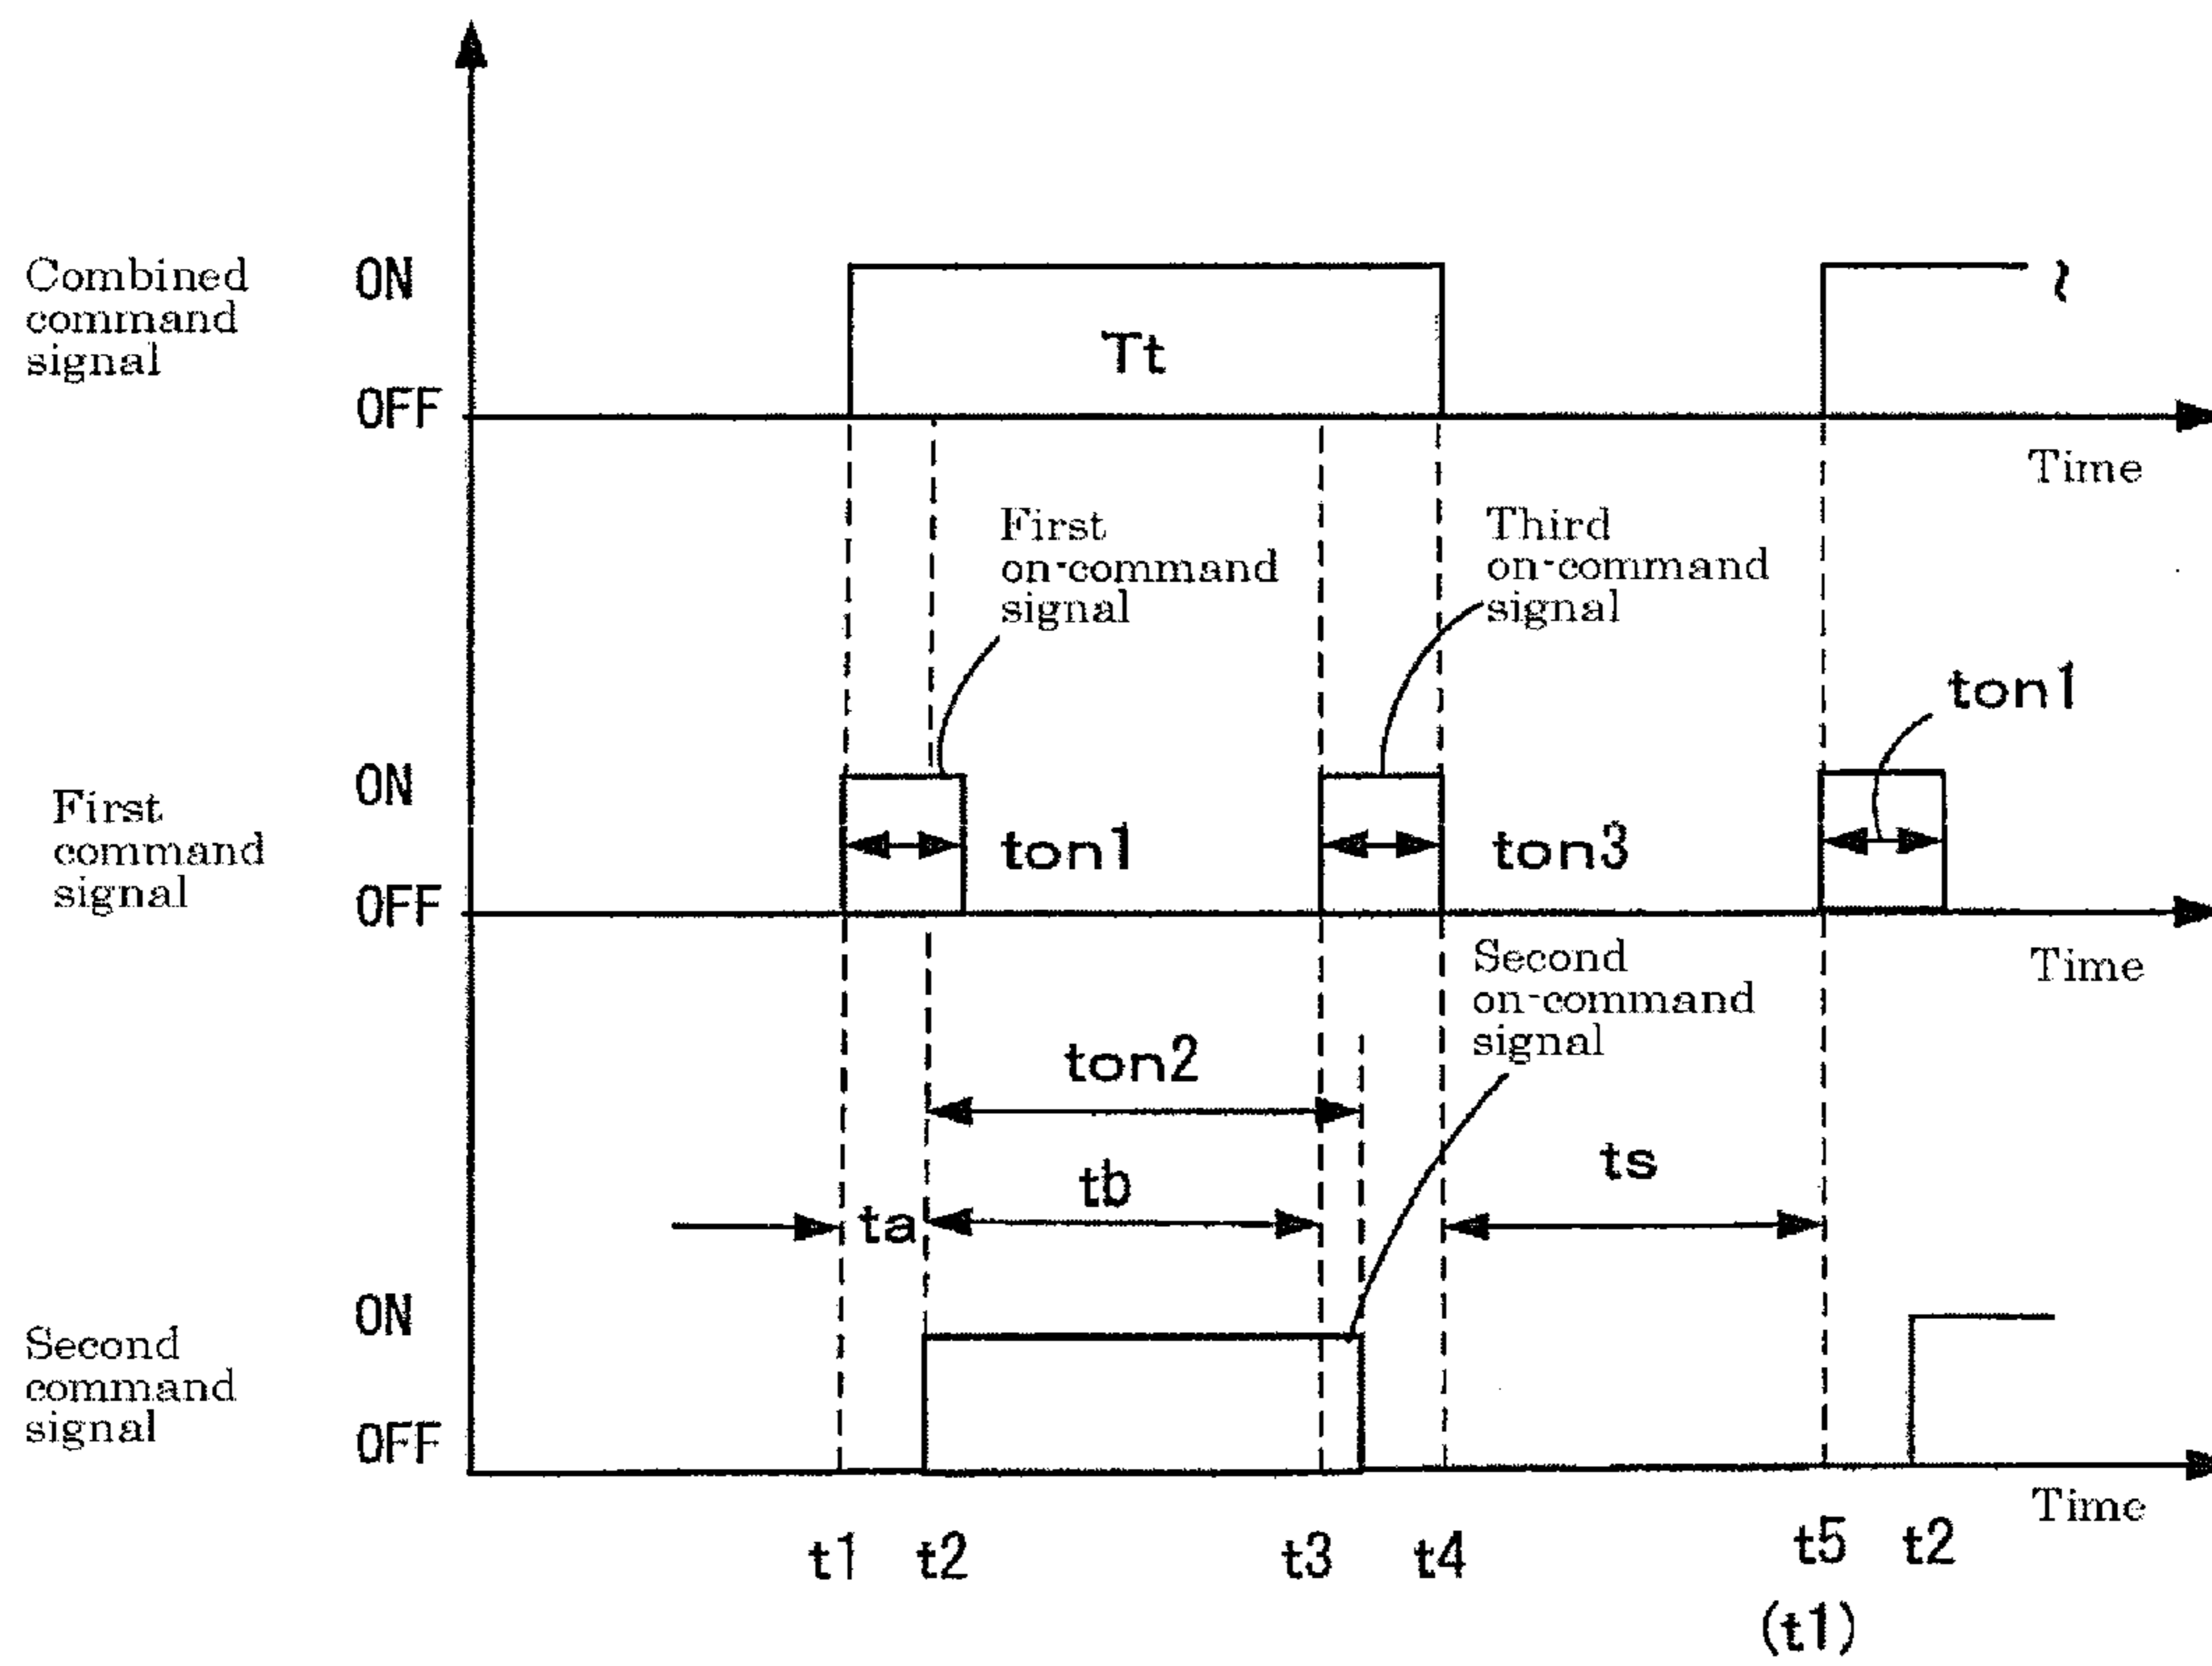 Combined
command
signal
ON
OFF
Tt
Time
First
on-command
signal
Third
on-command
signal
ton1
First
command
signal
ON
OFF
ton1
ton3
Time
Second
on-command
signal
ton2
tb
ts
ta
Second
command
signal
ON
OFF
Time
t1
t2
t3
t4
t5
t2
(t1)